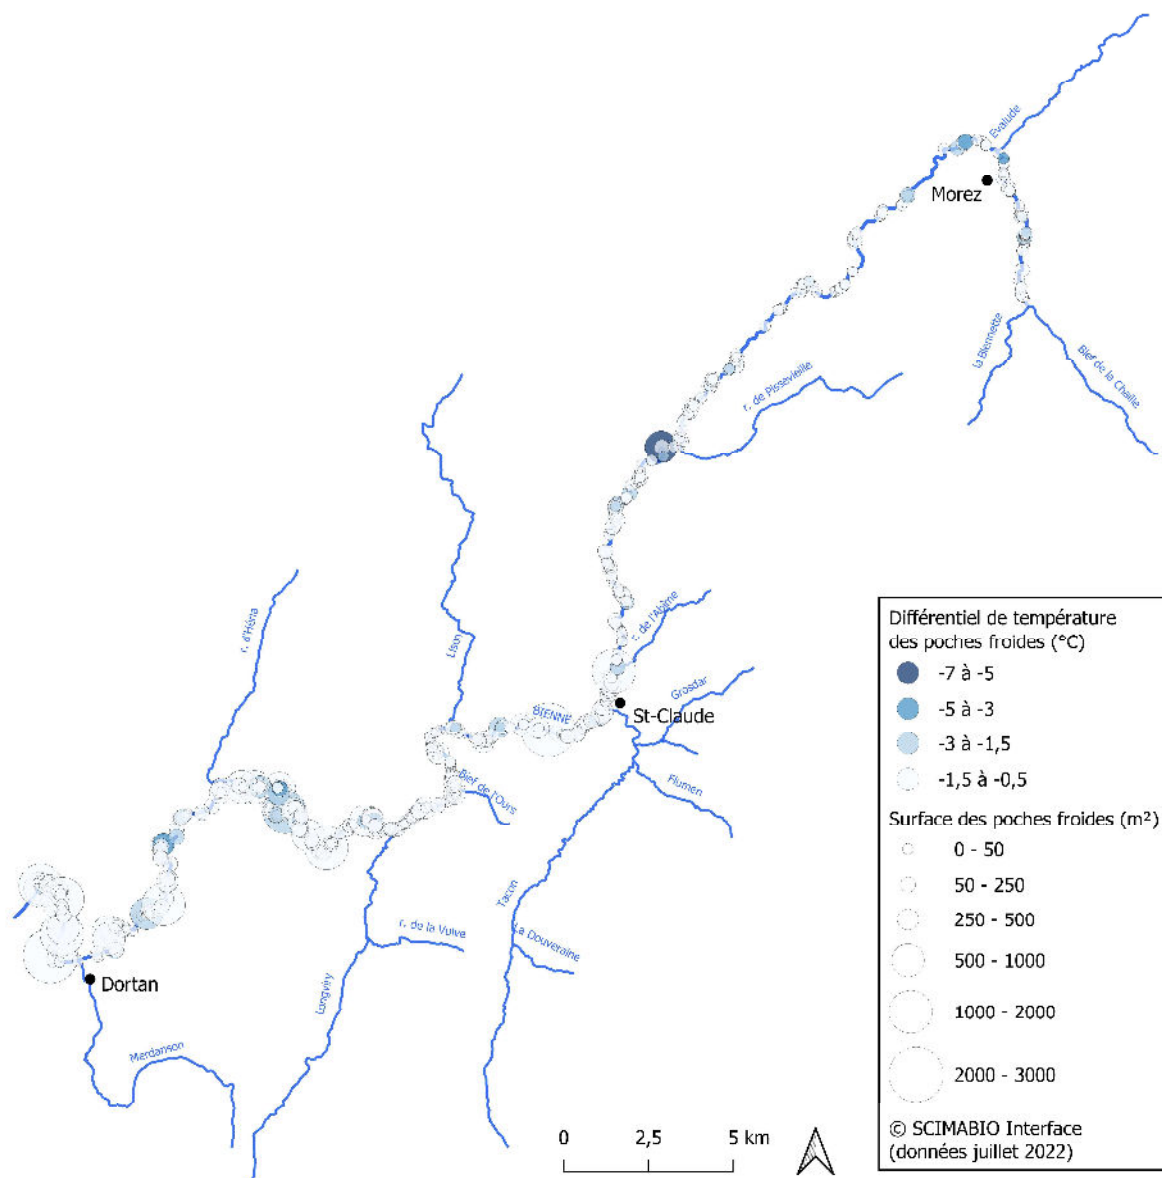 Evalude
Morez
la Biennette
Bief de la Chaille
r. de Pissevieille
r. d'Héria
Lison
r. de l'Abîme
Grosdar
BIENNE
St-Claude
Flumen
Bief de l'Ours
Tacon
r. de la Vulve
La Douveraine
Longviry
Dortan
Merdanson
Différentiel de température
des poches froides (°C)
-7 à -5
-5 à -3
-3 à -1,5
-1,5 à -0,5
Surface des poches froides (m²)
0 - 50
50 - 250
250 - 500
500 - 1000
1000 - 2000
2000 - 3000
© SCIMABIO Interface
(données juillet 2022)
0 2,5 5 km